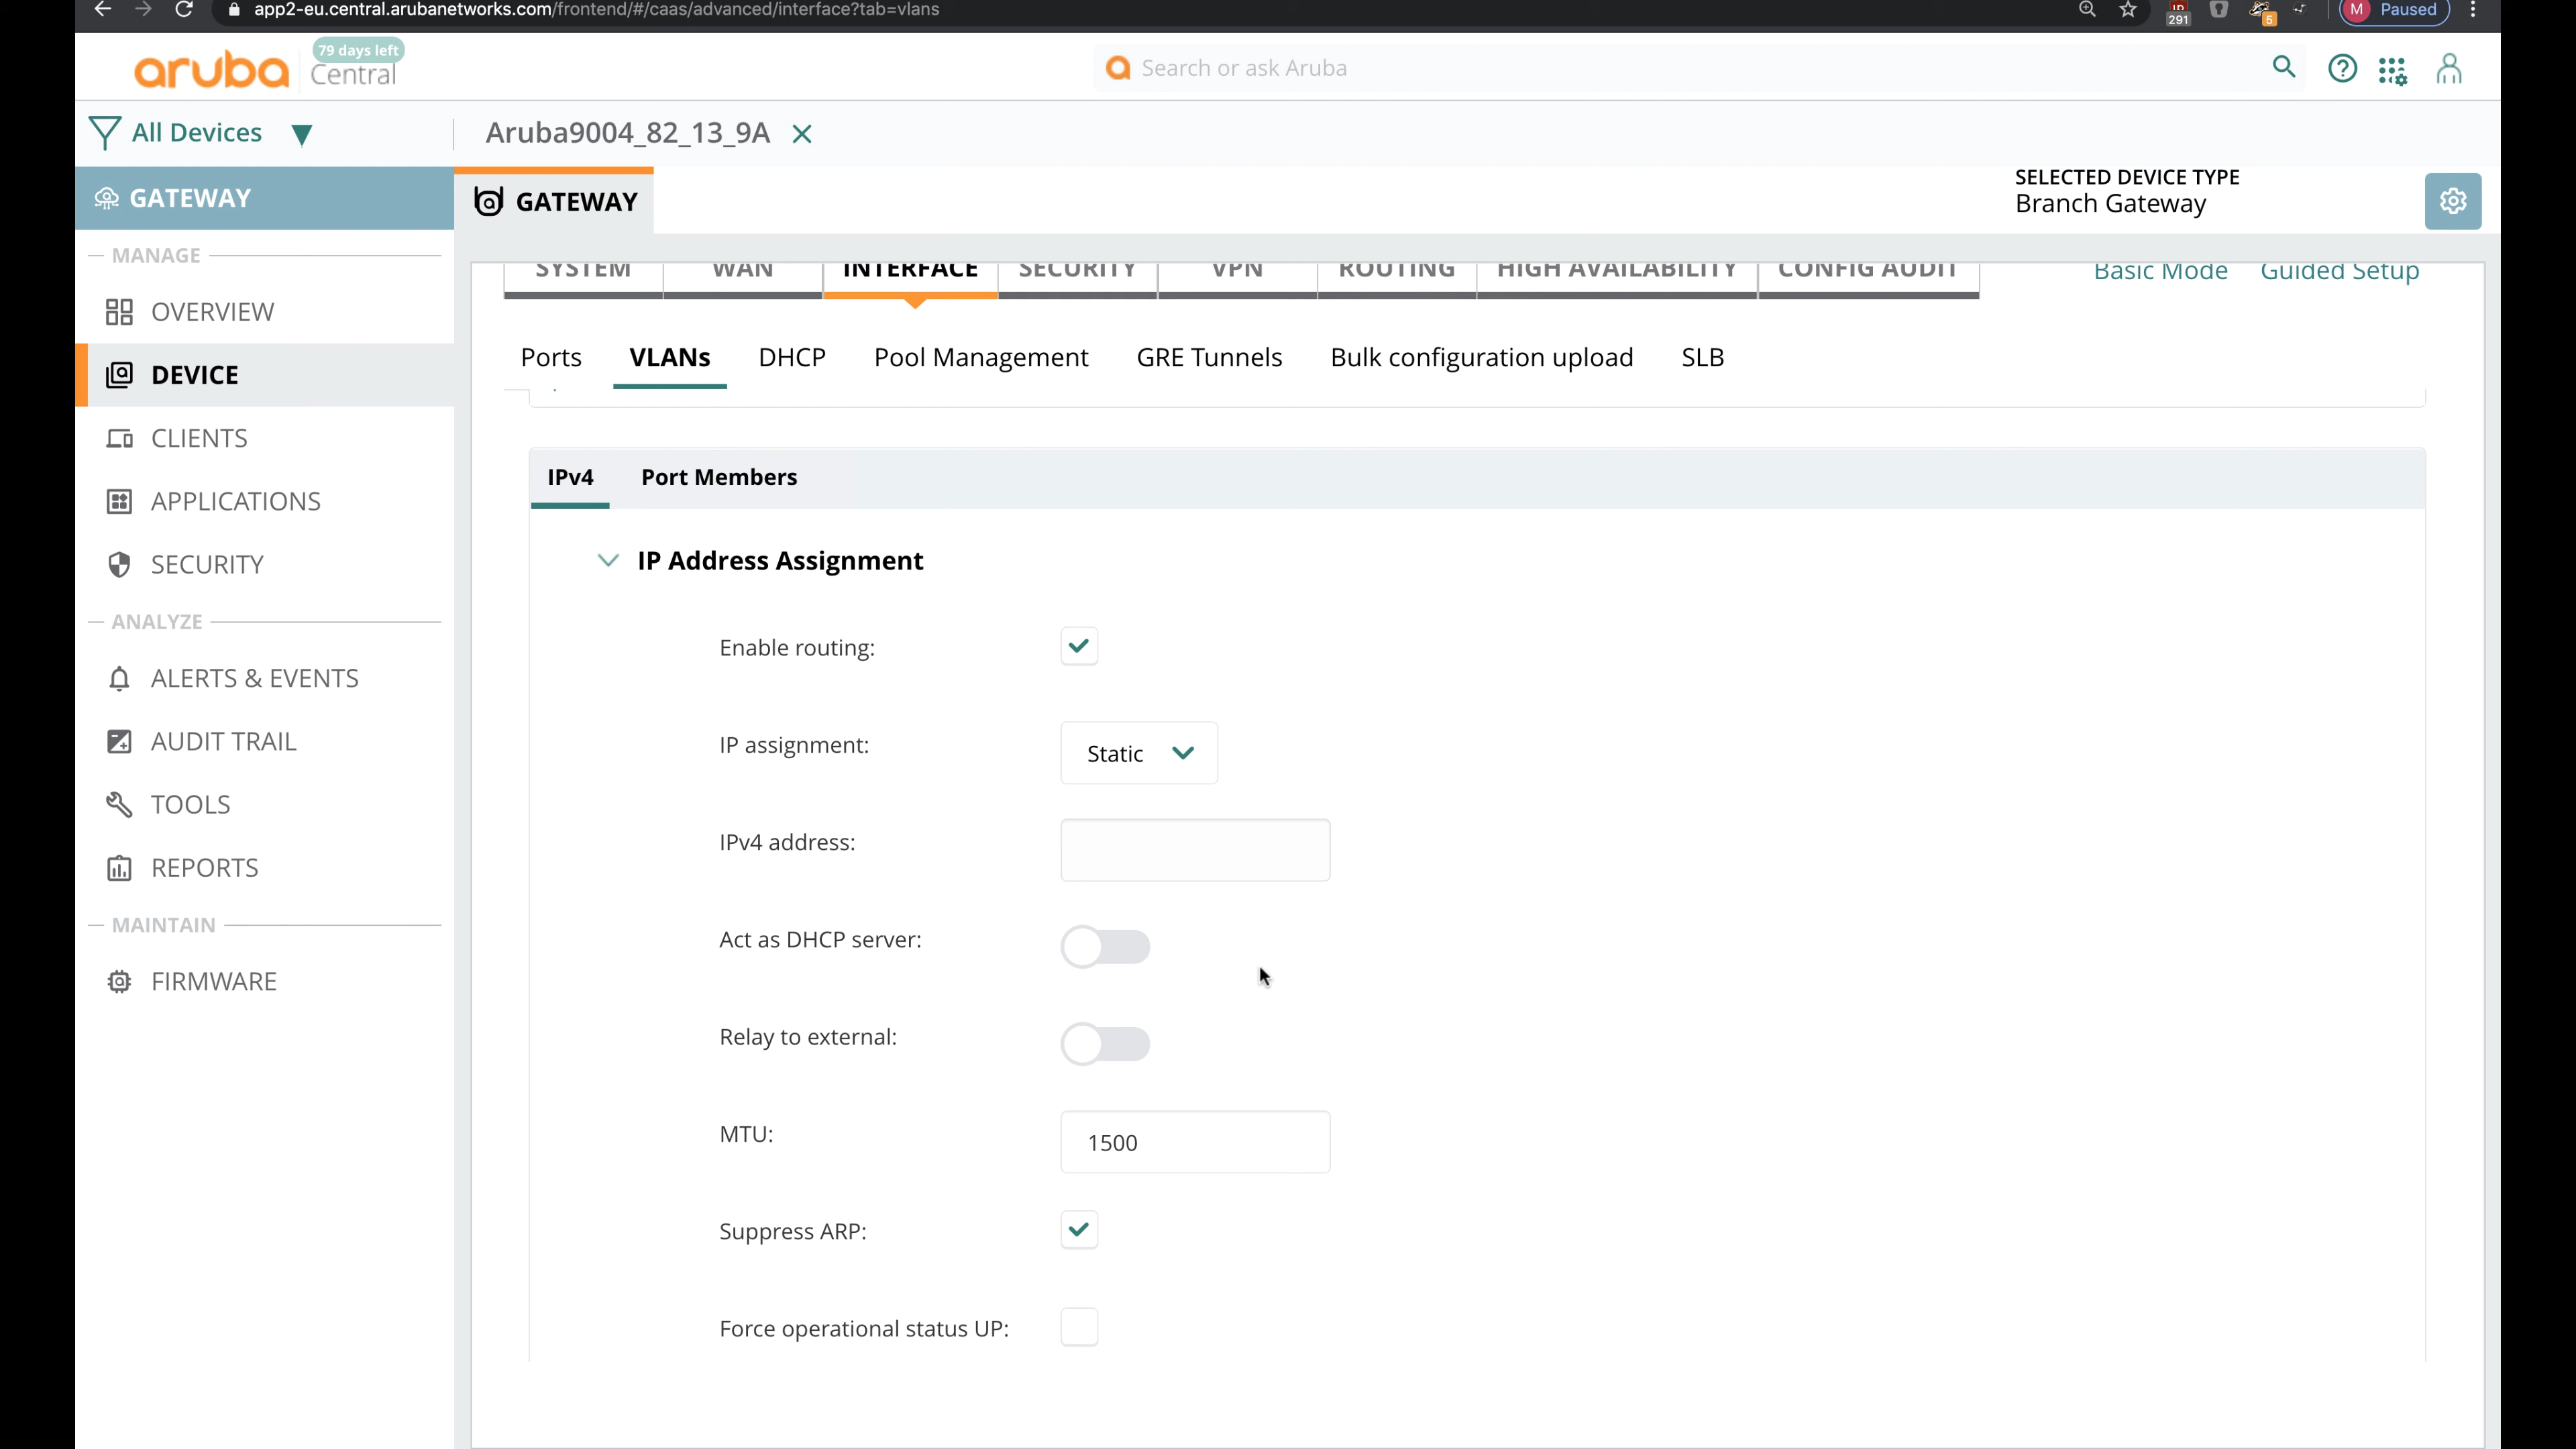 app2-eu.central.arubanetworks.com/frontend/#/caas/advanced/interface?tab=vlans
291
5
M Paused
aruba
79 days left
Central
Search or ask Aruba
All Devices
Aruba9004_82_13_9A
GATEWAY
GATEWAY
SELECTED DEVICE TYPE
Branch Gateway
MANAGE
OVERVIEW
DEVICE
CLIENTS
APPLICATIONS
SECURITY
ANALYZE
ALERTS & EVENTS
AUDIT TRAIL
TOOLS
REPORTS
MAINTAIN
FIRMWARE
SYSTEM WAN INTERFACE SECURITY VPN ROUTING HIGH AVAILABILITY CONFIG AUDIT
Basic Mode Guided Setup
Ports VLANs DHCP Pool Management GRE Tunnels Bulk configuration upload SLB
IPv4 Port Members
IP Address Assignment
Enable routing:
IP assignment: Static
IPv4 address:
Act as DHCP server:
Relay to external:
MTU: 1500
Suppress ARP:
Force operational status UP: